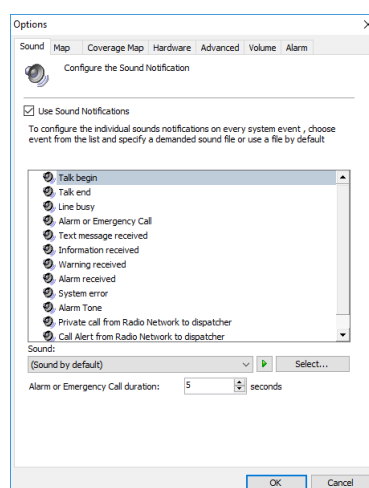 Options
Sound Map Coverage Map Hardware Advanced Volume Alarm
Configure the Sound Notification
Use Sound Notifications
To configure the individual sounds notifications on every system event , choose
event from the list and specify a demanded sound file or use a file by default
Talk begin
Talk end
Line busy
Alarm or Emergency Call
Text message received
Information received
Warning received
Alarm received
System error
Alarm Tone
Private call from Radio Network to dispatcher
Call Alert from Radio Network to dispatcher
Sound:
(Sound by default) Select...
Alarm or Emergency Call duration: 5 seconds
OK Cancel